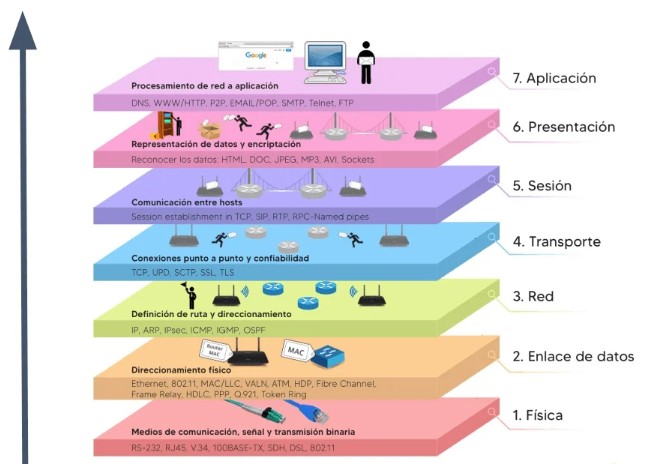 Google
Procesamiento de red a aplicación
DNS, WWW/HTTP, P2P, EMAIL/POP, SMTP, Telnet, FTP
7. Aplicación
Representación de datos y encriptación
Reconocer los datos: HTML, DOC, JPEG, MP3, AVI, Sockets
6. Presentación
Comunicación entre hosts
Session establishment in TCP, SIP, RTP, RPC-Named pipes
5. Sesión
Conexiones punto a punto y confiabilidad
TCP, UPD, SCTP, SSL, TLS
4. Transporte
Definición de ruta y direccionamiento
IP, ARP, IPsec, ICMP, IGMP, OSPF
3. Red
Router
MAC
MAC
Direccionamiento físico
Ethernet, 802.11, MAC/LLC, VALN, ATM, HDP, Fibre Channel,
Frame Relay, HDLC, PPP, Q.921, Token Ring
2. Enlace de datos
Medios de comunicación, señal y transmisión binaria
RS-232, RJ45, V.34, 100BASE-TX, SDH, DSL, 802.11
1. Física